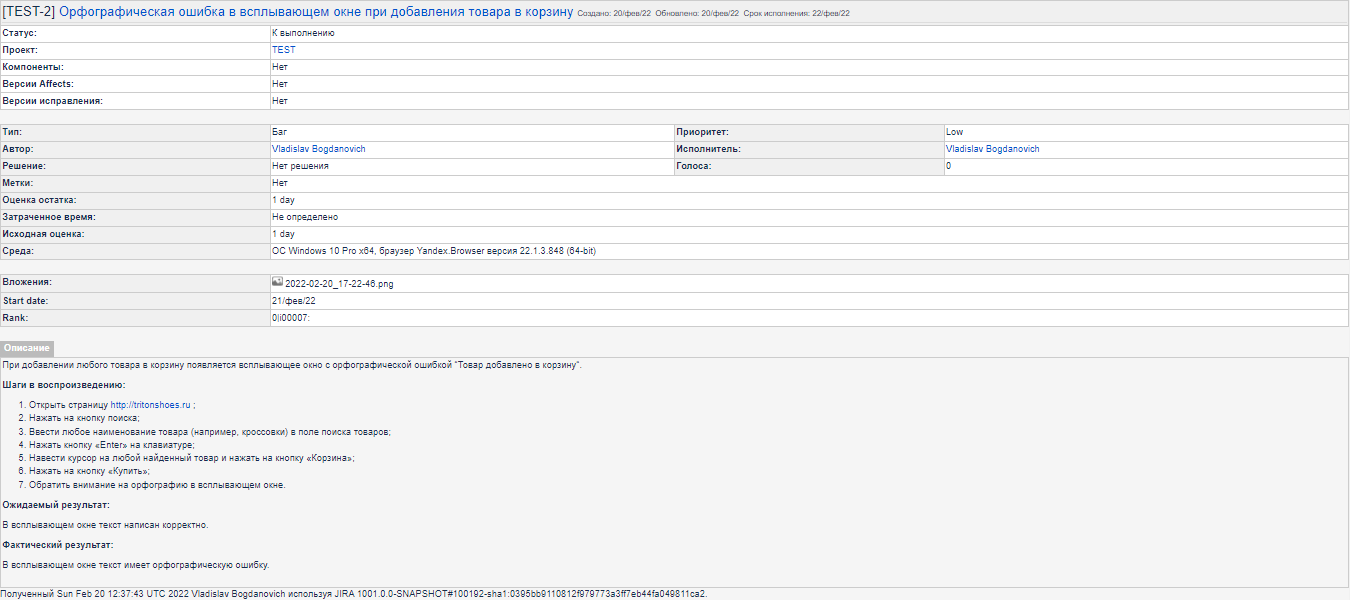 [TEST-2] Орфографическая ошибка в всплывающем окне при добавления товара в корзину Создано: 20/фев/22 Обновлено: 20/фев/22 Срок исполнения: 22/фев/22
Статус: К выполнению
Проект: TEST
Компоненты: Нет
Версии Affects: Нет
Версии исправления: Нет
Тип: Баг Приоритет: Low
Автор: Vladislav Bogdanovich Исполнитель: Vladislav Bogdanovich
Решение: Нет решения Голоса: 0
Метки: Нет
Оценка остатка: 1 day
Затраченное время: Не определено
Исходная оценка: 1 day
Среда: ОС Windows 10 Pro x64, браузер Yandex.Browser версия 22.1.3.848 (64-bit)
Вложения: 2022-02-20_17-22-46.png
Start date: 21/фев/22
Rank: 0|i00007:
Описание
При добавлении любого товара в корзину появляется всплывающее окно с орфографической ошибкой "Товар добавлено в корзину".
Шаги в воспроизведению:
1. Открыть страницу http://tritonshoes.ru ;
2. Нажать на кнопку поиска;
3. Ввести любое наименование товара (например, кроссовки) в поле поиска товаров;
4. Нажать кнопку «Enter» на клавиатуре;
5. Навести курсор на любой найденный товар и нажать на кнопку «Корзина»;
6. Нажать на кнопку «Купить»;
7. Обратить внимание на орфографию в всплывающем окне.
Ожидаемый результат:
В всплывающем окне текст написан корректно.
Фактический результат:
В всплывающем окне текст имеет орфографическую ошибку.
Полученный Sun Feb 20 12:37:43 UTC 2022 Vladislav Bogdanovich используя JIRA 1001.0.0-SNAPSHOT#100192-sha1:0395bb9110812f979773a3ff7eb44fa049811ca2.